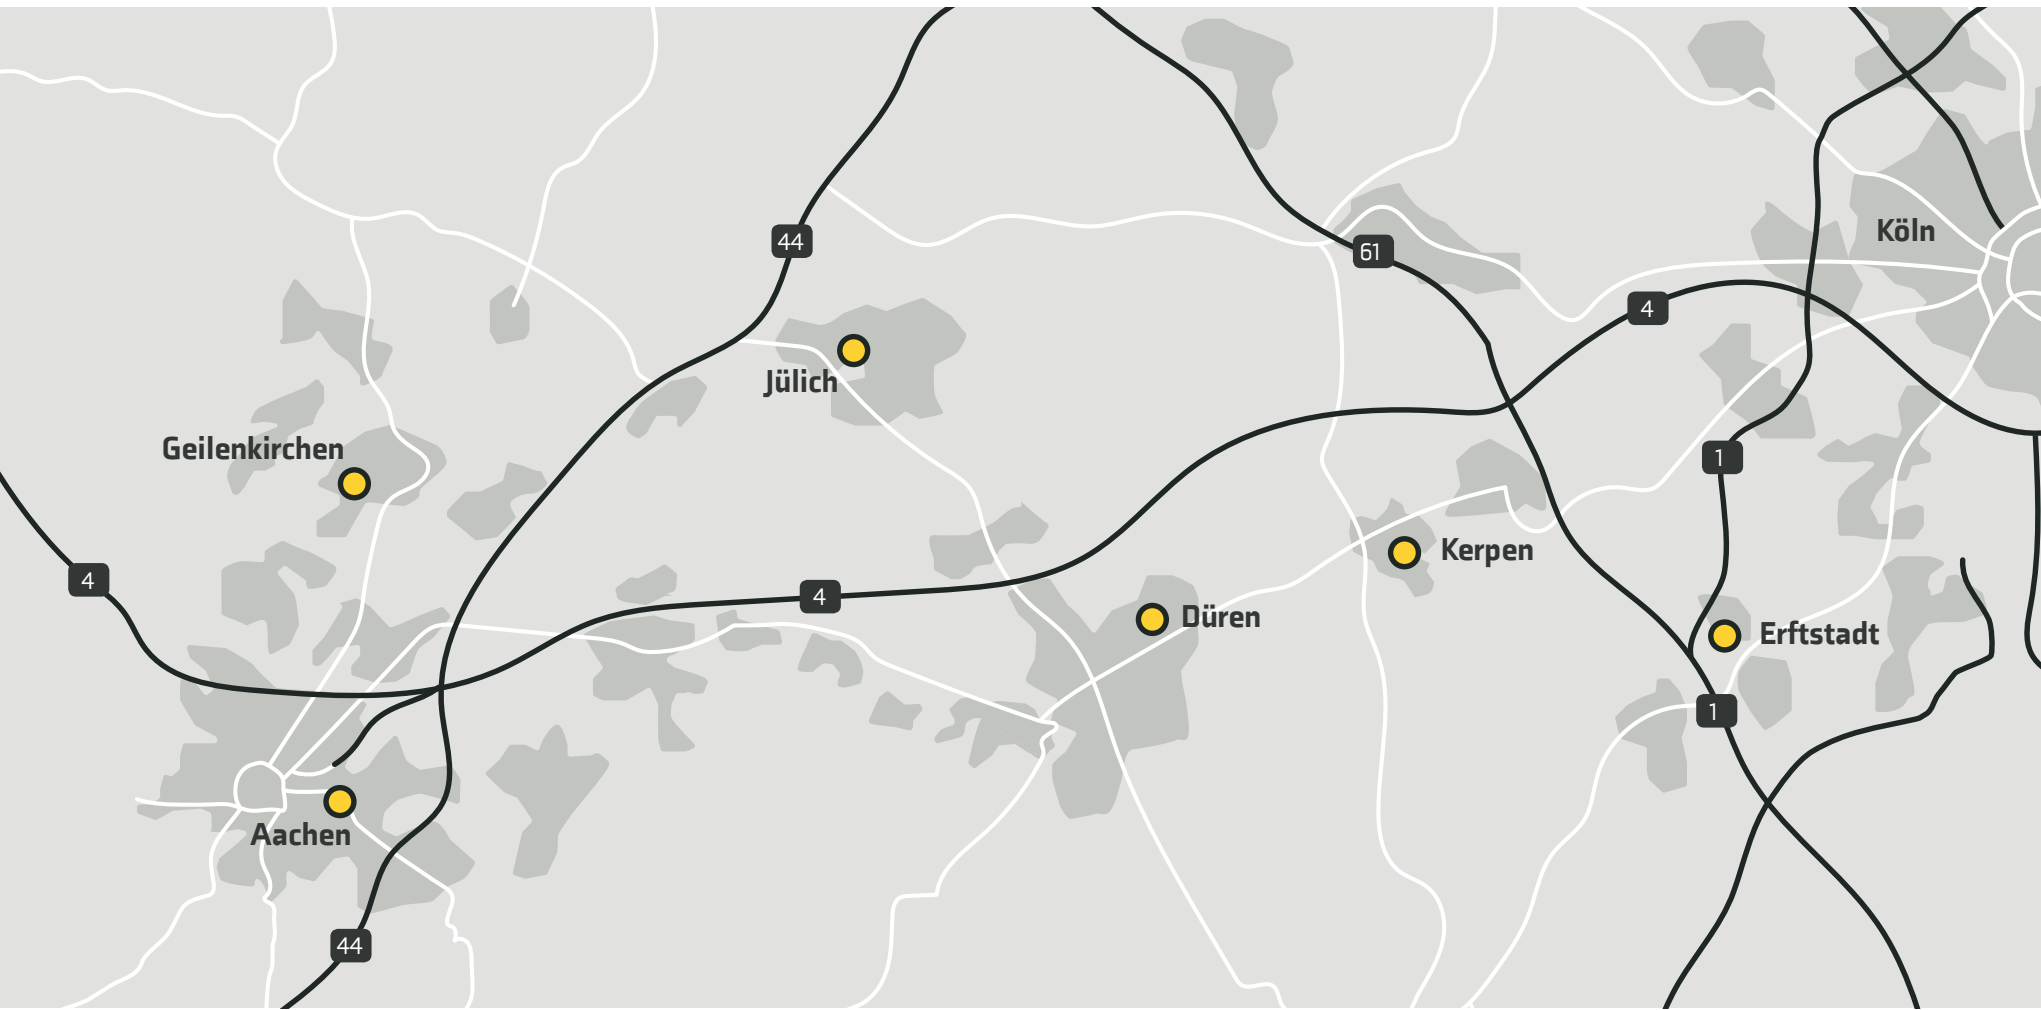 Köln
44
61
4
Jülich
Geilenkirchen
1
Kerpen
4
4
Düren
Erftstadt
1
Aachen
44